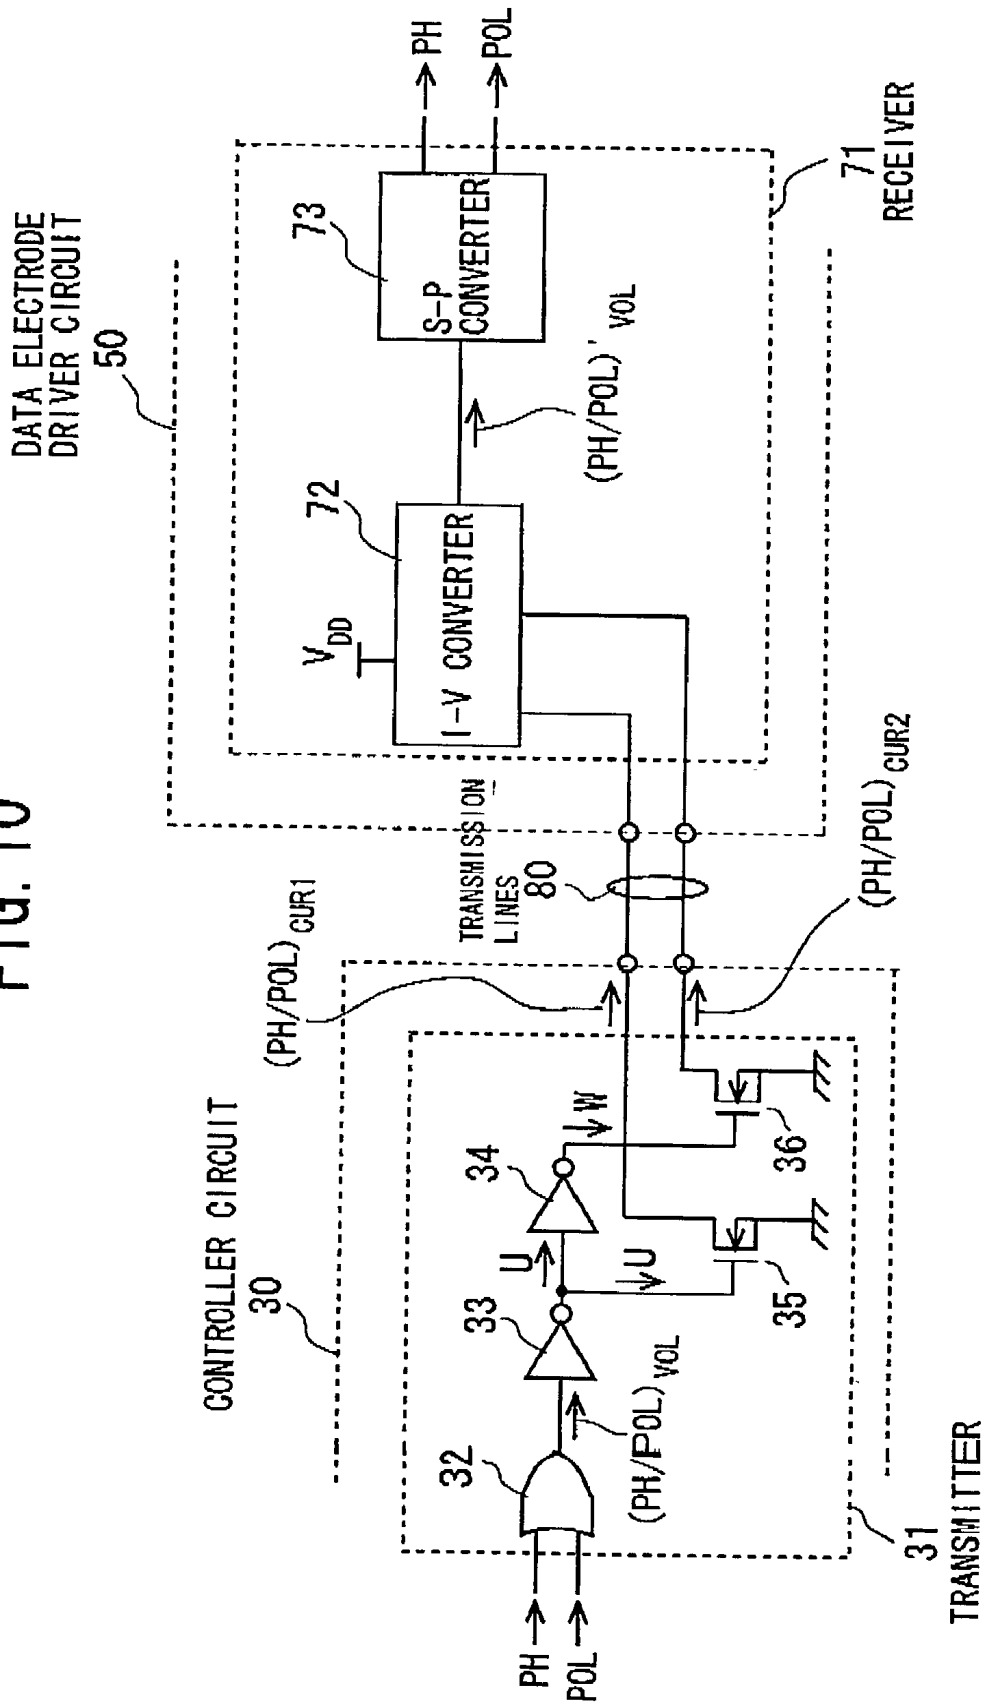 FIG. 10
DATA ELECTRODE
DRIVER CIRCUIT
50
CONTROLLER CIRCUIT
30
PH
POL
32
(PH/POL)VOL
33
U
U
34
W
35
36
31
TRANSMITTER
(PH/POL)CUR1
(PH/POL)CUR2
TRANSMISSION
LINES
80
VDD
72
I-V CONVERTER
(PH/POL)'VOL
73
S-P
CONVERTER
PH
POL
71
RECEIVER